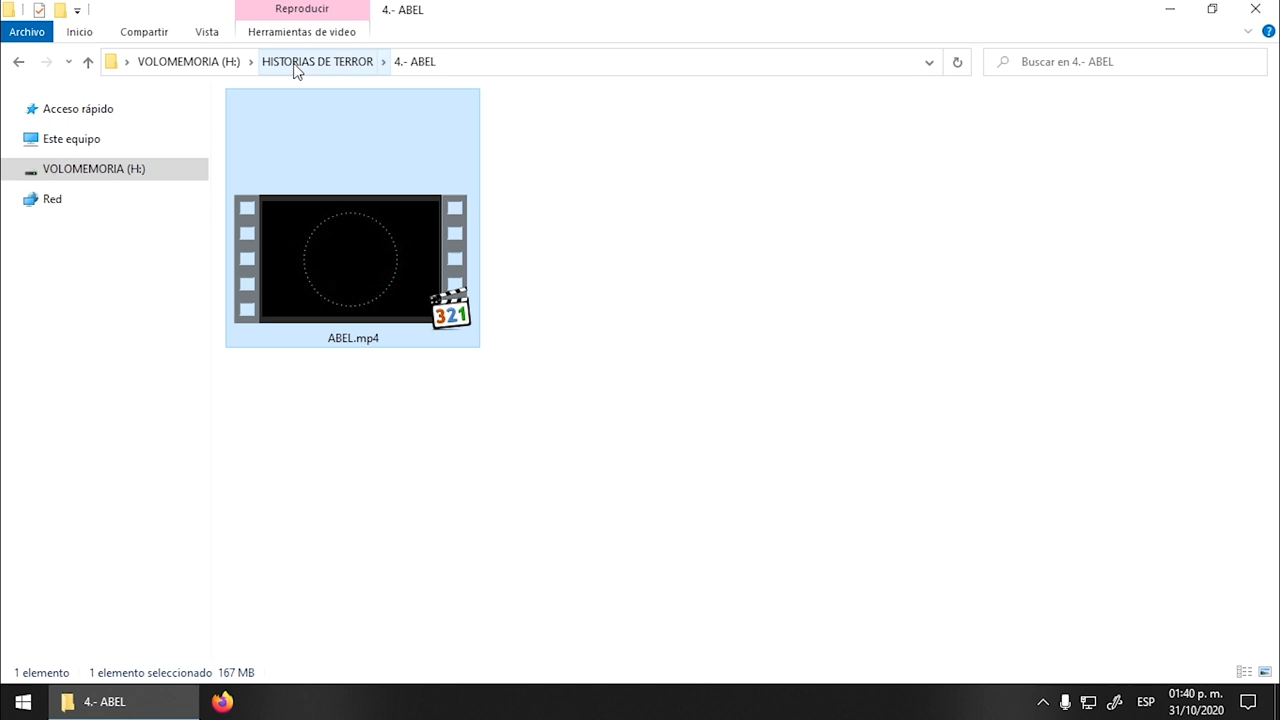 Reproducir
4.- ABEL
Archivo
Inicio
Compartir
Vista
Herramientas de video
VOLOMEMORIA (H:)
HISTORIAS DE TERROR
4.- ABEL
Buscar en 4.- ABEL
Acceso rápido
Este equipo
VOLOMEMORIA (H:)
Red
321
ABEL.mp4
1 elemento
1 elemento seleccionado 167 MB
4.- ABEL
ESP
01:40 p. m.
31/10/2020